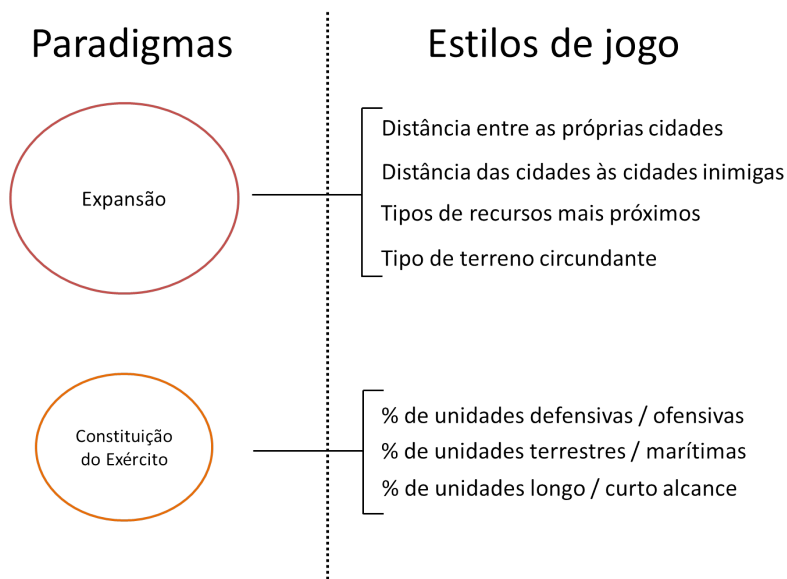 Paradigmas
Estilos de jogo
Expansão
Distância entre as próprias cidades
Distância das cidades às cidades inimigas
Tipos de recursos mais próximos
Tipo de terreno circundante
Constituição
do Exército
% de unidades defensivas / ofensivas
% de unidades terrestres / marítimas
% de unidades longo / curto alcance